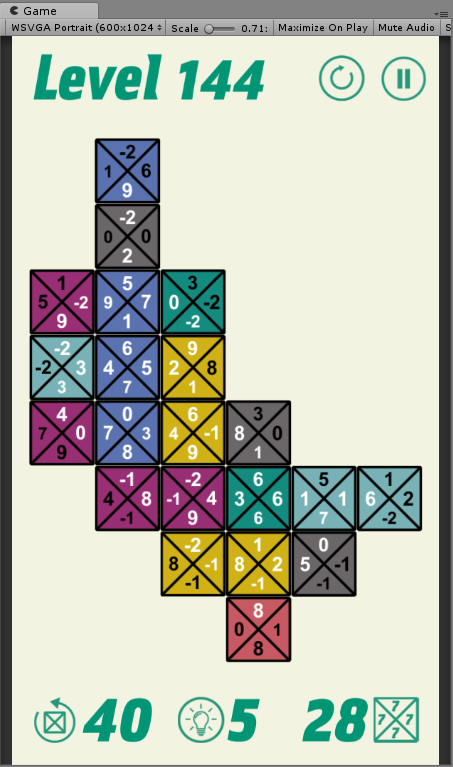 Game
WSVGA Portrait (600x1024 Scale 0.71: Maximize On Play Mute Audio S
Level 144
-2
1 6
9
-2
0 0
2
1 5 3
5 -2 9 7 0 -2
9 1 -2
-2 6 9
-2 3 4 5 2 8
3 7 1
4 0 6 3
7 0 7 3 4 -1 8 0
9 8 9 1
-1 -2 6 5 1
4 8 -1 4 3 6 1 1 6 2
-1 9 6 7 -2
-2 1 0
8 -1 8 2 5 -1
-1 -1 -1
8
0 1
8
7
40 5 28 7 7
7